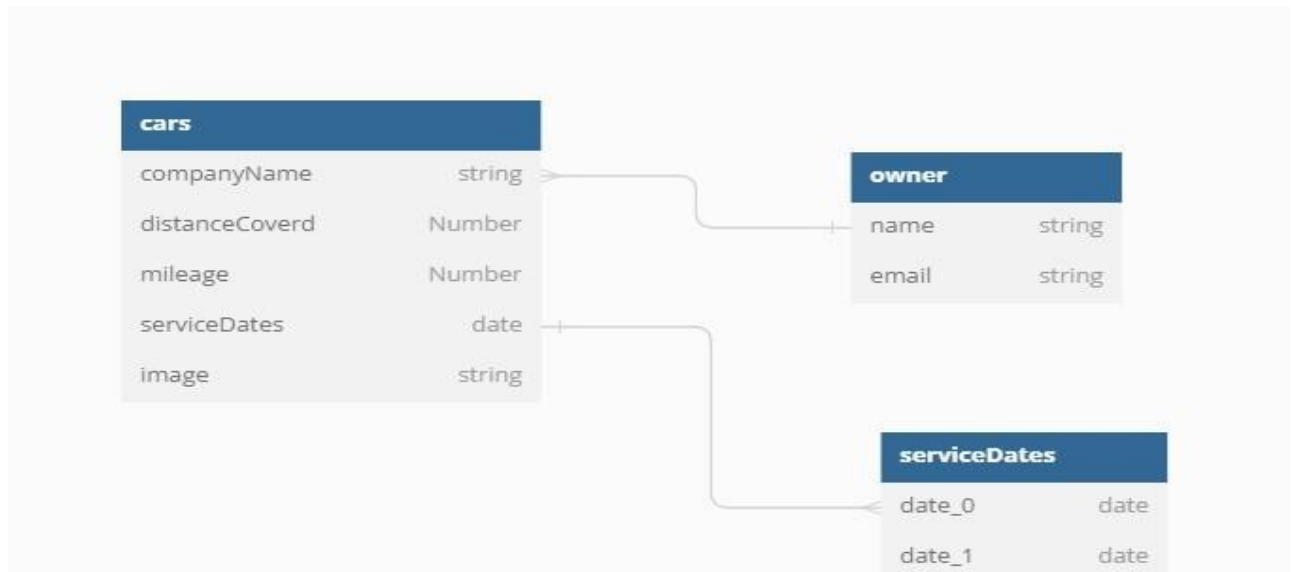 cars
companyName string
distanceCoverd Number
mileage Number
serviceDates date
image string
owner
name string
email string
serviceDates
date_0 date
date_1 date